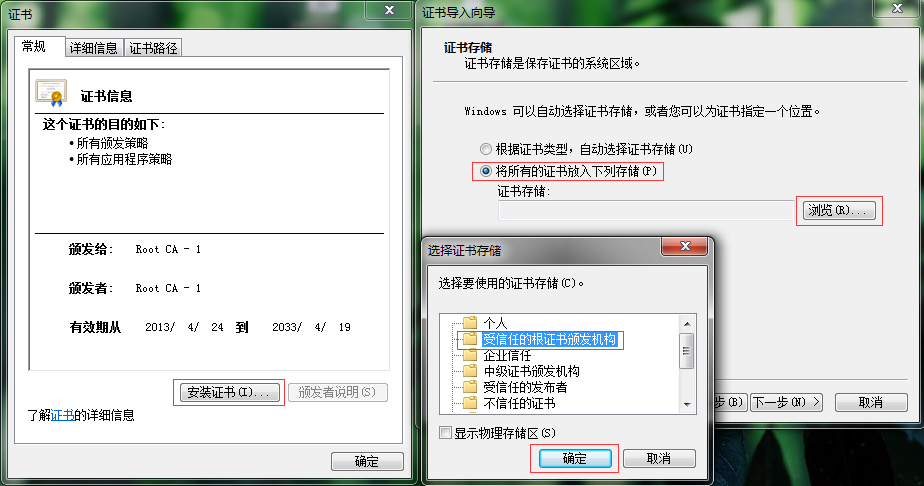 证书
常规
详细信息
证书路径
证书信息
这个证书的目的如下:
• 所有颁发策略
• 所有应用程序策略
颁发给: Root CA - 1
颁发者: Root CA - 1
有效期从 2013/ 4/ 24 到 2033/ 4/ 19
安装证书(I)...
颁发者说明(S)
了解证书的详细信息
确定
证书导入向导
证书存储
证书存储是保存证书的系统区域。
Windows 可以自动选择证书存储,或者您可以为证书指定一个位置。
根据证书类型,自动选择证书存储(U)
将所有的证书放入下列存储(P)
证书存储:
浏览(R)...
选择证书存储
选择要使用的证书存储(C)。
个人
受信任的根证书颁发机构
企业信任
中级证书颁发机构
受信任的发布者
不信任的证书
显示物理存储区(S)
确定
取消
步(B)
下一步(N) >
取消